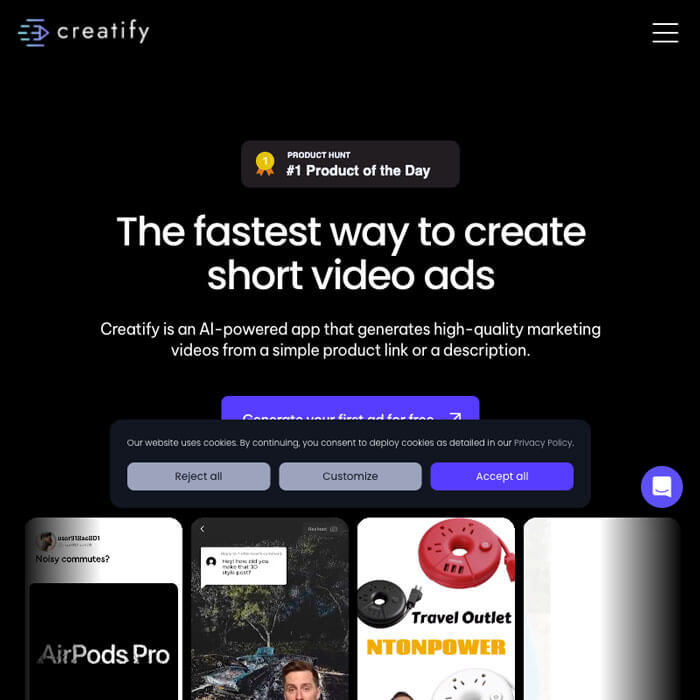 creatify
PRODUCT HUNT
1
#1 Product of the Day
The fastest way to create
short video ads
Creatify is an AI-powered app that generates high-quality marketing
videos from a simple product link or a description.
Generate your first ad for free
Our website uses cookies. By continuing, you consent to deploy cookies as detailed in our Privacy Policy.
Reject all
Customize
Accept all
Noisy commutes?
AirPods Pro
Hey! how did you
make that 3D
style post?
Travel Outlet
NTONPOWER